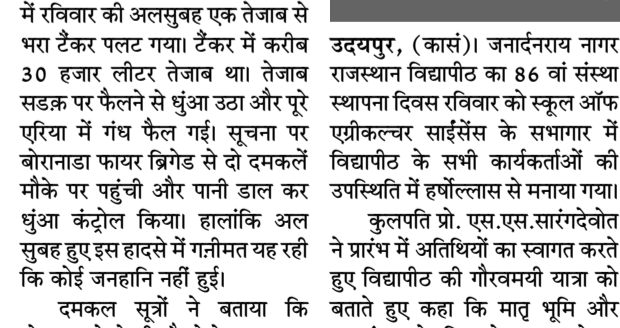 में रविवार की अलसुबह एक तेजाब से
भरा टैंकर पलट गया। टैंकर में करीब
30 हजार लीटर तेजाब था। तेजाब
सडक़ पर फैलने से धुंआ उठा और पूरे
एरिया में गंध फैल गई। सूचना पर
बोरानाडा फायर ब्रिगेड से दो दमकलें
मौके पर पहुंची और पानी डाल कर
धुंआ कंट्रोल किया। हालांकि अल
सुबह हुए इस हादसे में गऩीमत यह रही
कि कोई जनहानि नहीं हुई।
दमकल सूत्रों ने बताया कि
उदयपुर, (कासं)। जनार्दनराय नागर
राजस्थान विद्यापीठ का 86 वां संस्था
स्थापना दिवस रविवार को स्कूल ऑफ
एग्रीकल्चर साईंसेंस के सभागार में
विद्यापीठ के सभी कार्यकर्ताओं की
उपस्थिति में हर्षोल्लास से मनाया गया।
कुलपति प्रो. एस.एस.सारंगदेवोत
ने प्रारंभ में अतिथियों का स्वागत करते
हुए विद्यापीठ की गौरवमयी यात्रा को
बताते हुए कहा कि मातृ भूमि और